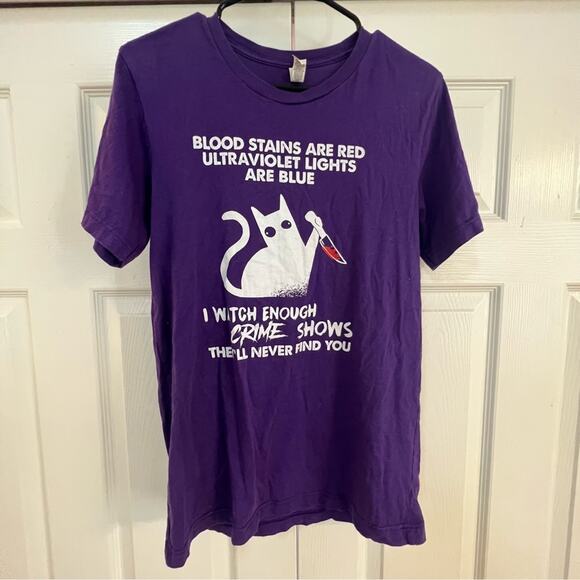 BLOOD STAINS ARE RED
ULTRAVIOLET LIGHTS
ARE BLUE
I WATCH ENOUGH
CRIME SHOWS
THEY'LL NEVER FIND YOU